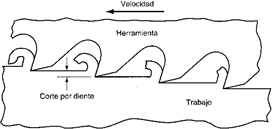 Velocidad
Herramienta
Corte por diente
Trabajo